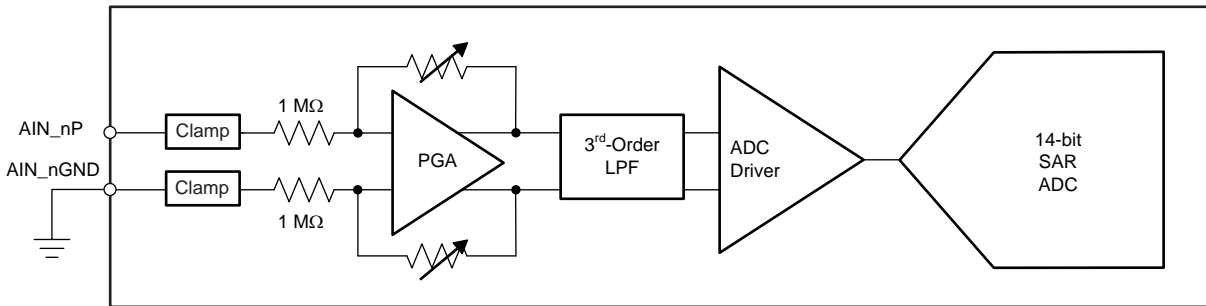 AIN_nP
AIN_nGND
Clamp
Clamp
1 MΩ
1 MΩ
PGA
3rd-Order
LPF
ADC
Driver
14-bit
SAR
ADC